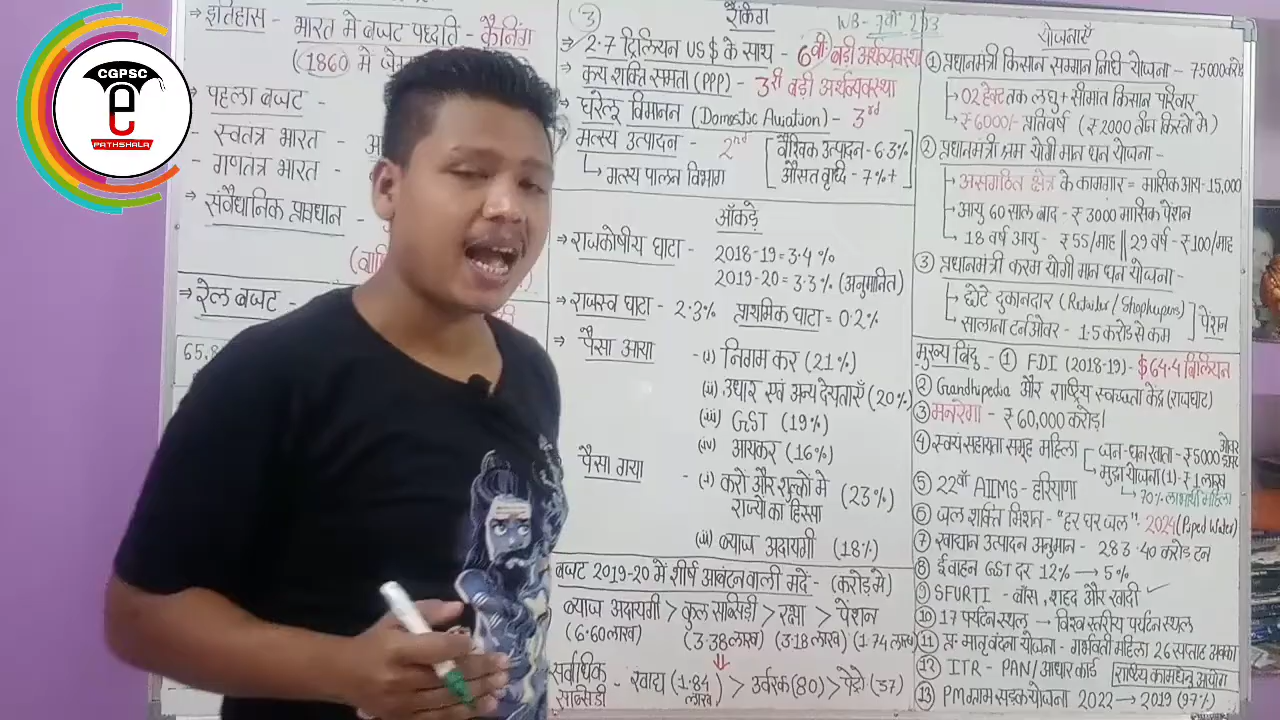 CGPSC
e
PATHSHALA
→ इतिहास - भारत मे बजट पध्दति - कैनिंग
(1860 मे
→ पहला बजट -
- स्वतंत्र भारत -
- गणतंत्र भारत -
→ संवैधानिक प्रावधान -
→ रेल बजट -
65.8
③ रैंकिंग
→ 2.7 ट्रिलियन US $ के साथ - 6वी बड़ी अर्थव्यवस्था
→ क्रय शक्ति समता (PPP) - 3री बड़ी अर्थव्यवस्था
→ घरेलू विमानन (Domestic Aviation) - 3rd
→ मत्स्य उत्पादन - 2nd [ वैश्विक उत्पादन - 6.3%
औसत वृध्दि - 7%+ ]
→ मत्स्य पालन विभाग
आँकड़े
→ राजकोषीय घाटा - 2018-19 = 3.4 %
2019-20 = 3.3 % (अनुमानित)
→ राजस्व घाटा - 2.3% प्राथमिक घाटा = 0.2%
→ पैसा आया - (i) निगम कर (21%)
(ii) उधार एवं अन्य देयताएँ (20%)
(iii) GST (19%)
(iv) आयकर (16%)
पैसा गया - (i) करों और शुल्कों मे राज्यों का हिस्सा (23%)
(ii) ब्याज अदायगी (18%)
बजट 2019-20 में शीर्ष आवंटन वाली मदें - (करोड़ मे)
ब्याज अदायगी > कुल सब्सिडी > रक्षा > पेंशन
(6.60 लाख) (3.38 लाख) (3.18 लाख) (1.74 लाख)
सर्वाधिक सब्सिडी - खाद्य (1.84 लाख) > उर्वरक (80) > पेट्रो (37)
योजनाएँ
① प्रधानमंत्री किसान सम्मान निधि योजना - 75000 करोड़
→ 02 हेक्ट तक लघु + सीमांत किसान परिवार
→ ₹ 6000/- प्रतिवर्ष (₹ 2000 तीन किस्तों मे)
② प्रधानमंत्री श्रम योगी मान धन योजना -
→ असंगठित क्षेत्र के कामगार = मासिक आय - 15,000
→ आयु 60 साल बाद - ₹ 3000 मासिक पेंशन
→ 18 वर्ष आयु - ₹ 55/माह || 29 वर्ष - ₹ 100/माह
③ प्रधानमंत्री करम योगी मान धन योजना -
→ छोटे दुकानदार (Retailer / Shopkeepers)
→ सालाना टर्न ओवर - 1.5 करोड़ से कम ] पेंशन
मुख्य बिंदु - ① FDI (2018-19) - $ 64.4 बिलियन
② Gandhipedia और राष्ट्रिय स्वच्छता केंद्र (राजघाट)
③ मनरेगा - ₹ 60,000 करोड़।
④ स्वयं सहायता समूह महिला [ जन-धन खाता - ₹ 5000 ओवर
→ मुद्रा योजना (1) - ₹ 1 लाख
→ 70% लाभार्थी महिला
⑤ 22वाँ AIIMS - हरियाणा
⑥ जल शक्ति मिशन - "हर घर जल" 2024 (Piped Water)
⑦ खाद्यान उत्पादन अनुमान - 283.40 करोड़ टन
⑧ ई वाहन GST दर 12% → 5%
⑨ SFURTI - बाँस, शहद और खादी
⑩ 17 पर्यटन स्थल → विश्व स्तरीय पर्यटन स्थल
⑪ प्र. मातृ वंदना योजना - गर्भवती महिला 26 सप्ताह
⑫ ITR - PAN / आधार कार्ड राष्ट्रिय कामधेनु आयोग
⑬ PM ग्राम सड़क योजना 2022 → 2019 (97%)